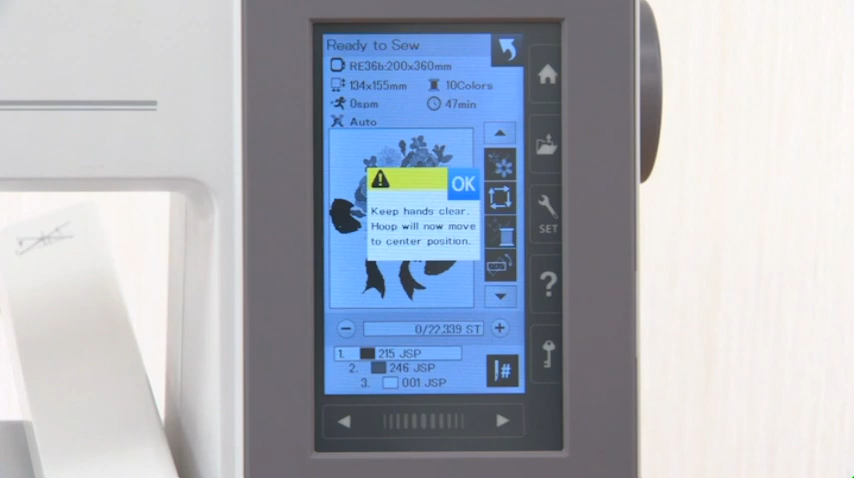 Ready to Sew
RE36b:200x360mm
134x155mm 10Colors
0spm 47min
Auto
OK
Keep hands clear.
Hoop will now move
to center position.
SET
?
0/22,339 ST
1. 215 JSP
2. 246 JSP
3. 001 JSP
#